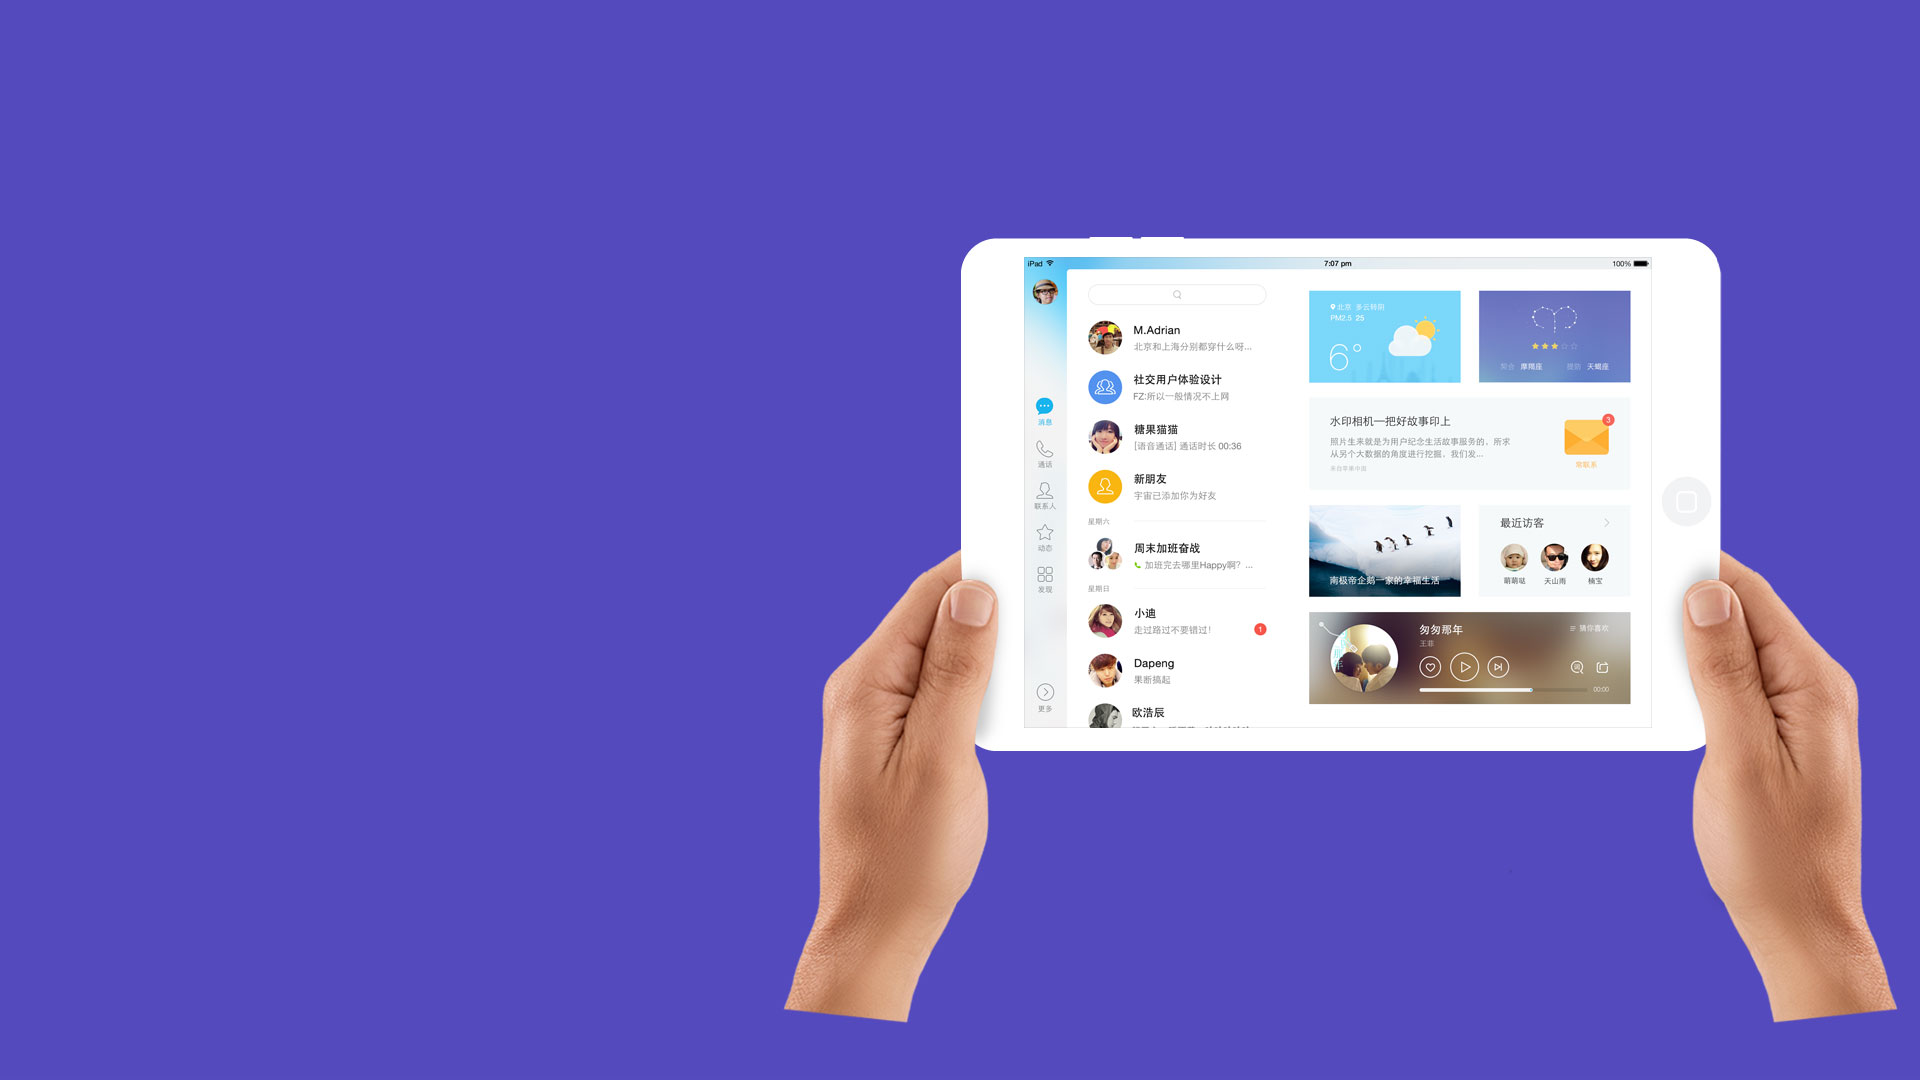 iPad
7:07 pm
100%
消息
通话
联系人
动态
发现
更多
M.Adrian
北京和上海分别都穿什么呀...
社交用户体验设计
FZ:所以一般情况不上网
糖果猫猫
[语音通话] 通话时长 00:36
新朋友
宇宙已添加你为好友
星期六
周末加班奋战
加班完去哪里Happy啊? ...
星期日
小迪
走过路过不要错过!
1
Dapeng
果断搞起
欧浩辰
北京 多云转阴
PM2.5 25
6°
契合 摩羯座
提防 天蝎座
水印相机—把好故事印上
照片生来就是为用户纪念生活故事服务的, 所求
从另个大数据的角度进行挖掘, 我们发...
3
常联系
南极帝企鹅一家的幸福生活
最近访客
萌萌哒
天山雨
楠宝
匆匆那年
王菲
猜你喜欢
词
00:00